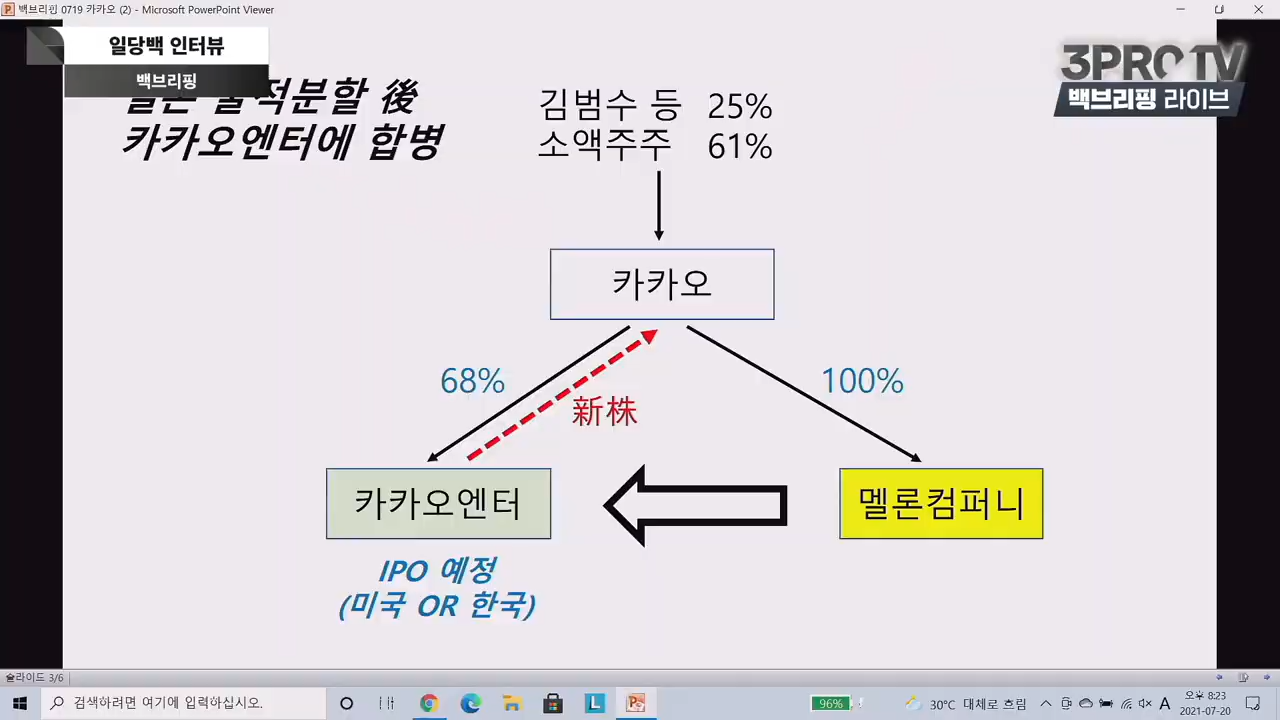 백브리핑 0719 카카오 (2) - Microsoft PowerPoint Viewer
일당백 인터뷰
백브리핑
3PRO TV
백브리핑 라이브
後
카카오엔터에 합병
김범수 등 25%
소액주주 61%
카카오
68%
100%
新株
카카오엔터
멜론컴퍼니
IPO 예정
(미국 OR 한국)
슬라이드 3/6
검색하려면 여기에 입력하십시오.
L
96%
30°C 대체로 흐림
A
오후 8:23
2021-07-20